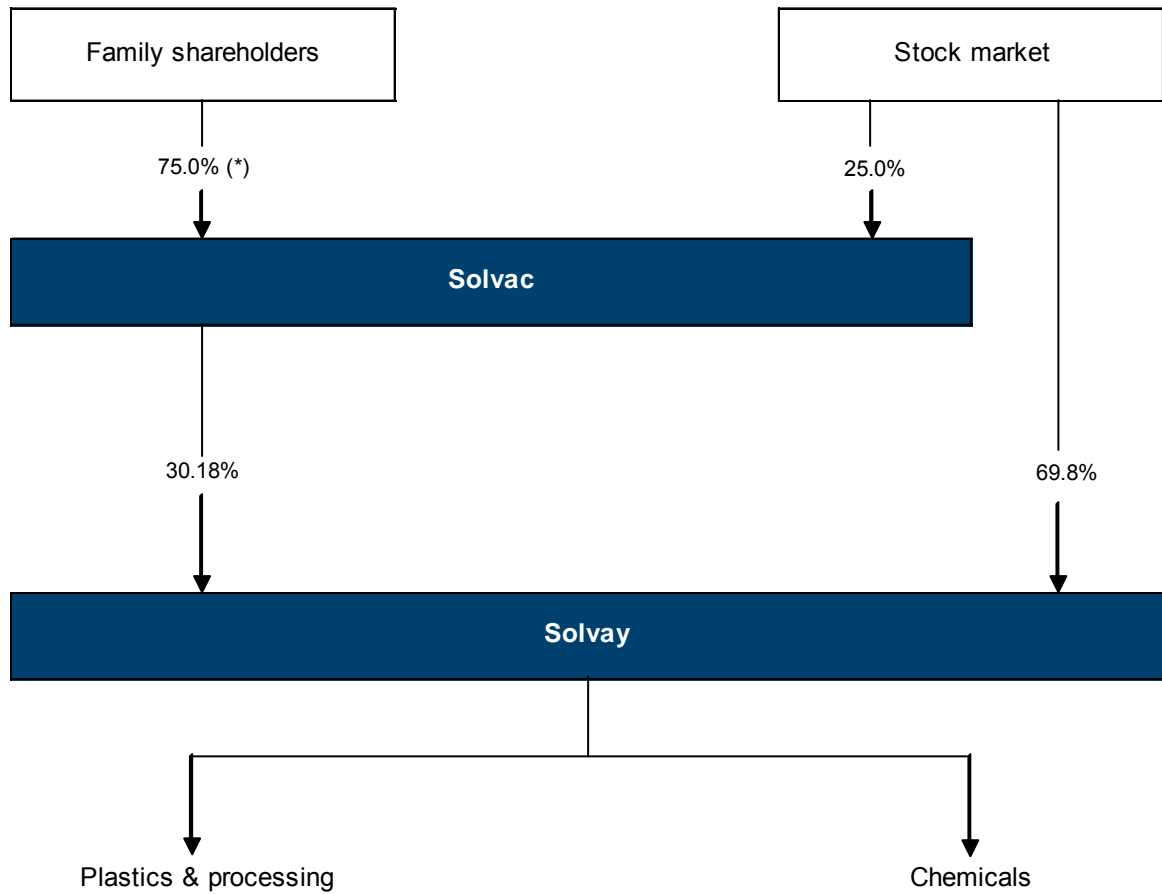 Family shareholders
Stock market
75.0% (*)
25.0%
Solvac
30.18%
69.8%
Solvay
Plastics & processing
Chemicals